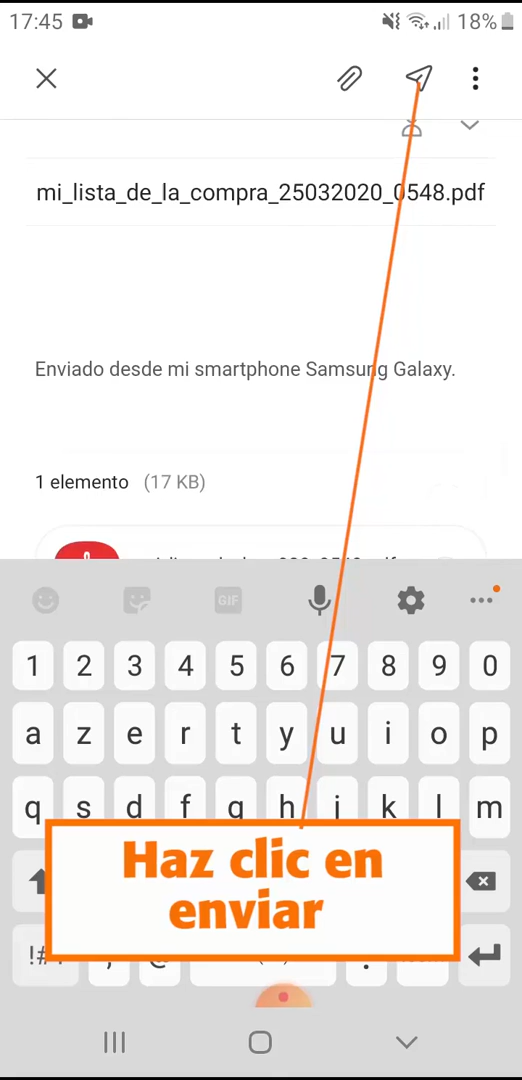 17:45 18%
mi_lista_de_la_compra_25032020_0548.pdf
Enviado desde mi smartphone Samsung Galaxy.
1 elemento (17 KB)
GIF
1 2 3 4 5 6 7 8 9 0
a z e r t y u i o p
q s d f g h j k l m
Haz clic en
enviar